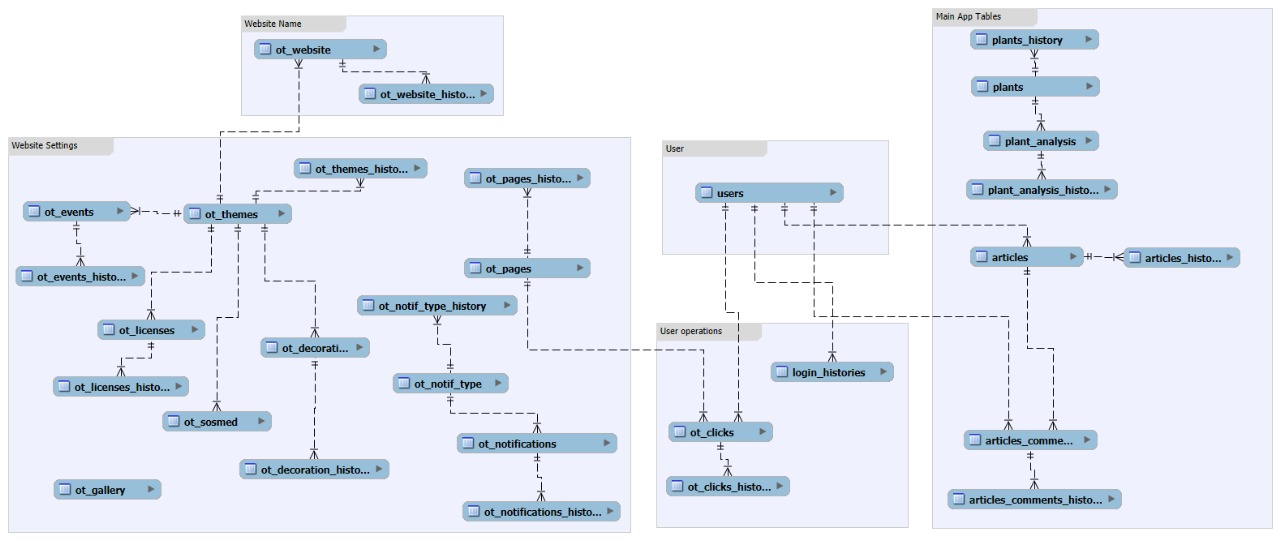 Website Name
ot_website
ot_website_histo...
Website Settings
ot_themes_histo...
ot_pages_histo...
ot_events
ot_themes
ot_events_histo...
ot_pages
ot_notif_type_history
ot_licenses
ot_decorati...
ot_licenses_histo...
ot_notif_type
ot_sosmed
ot_notifications
ot_decoration_histo...
ot_gallery
ot_notifications_histo...
User
users
User operations
login_histories
ot_clicks
ot_clicks_histo...
Main App Tables
plants_history
plants
plant_analysis
plant_analysis_histo...
articles
articles_histo...
articles_comme...
articles_comments_histo...